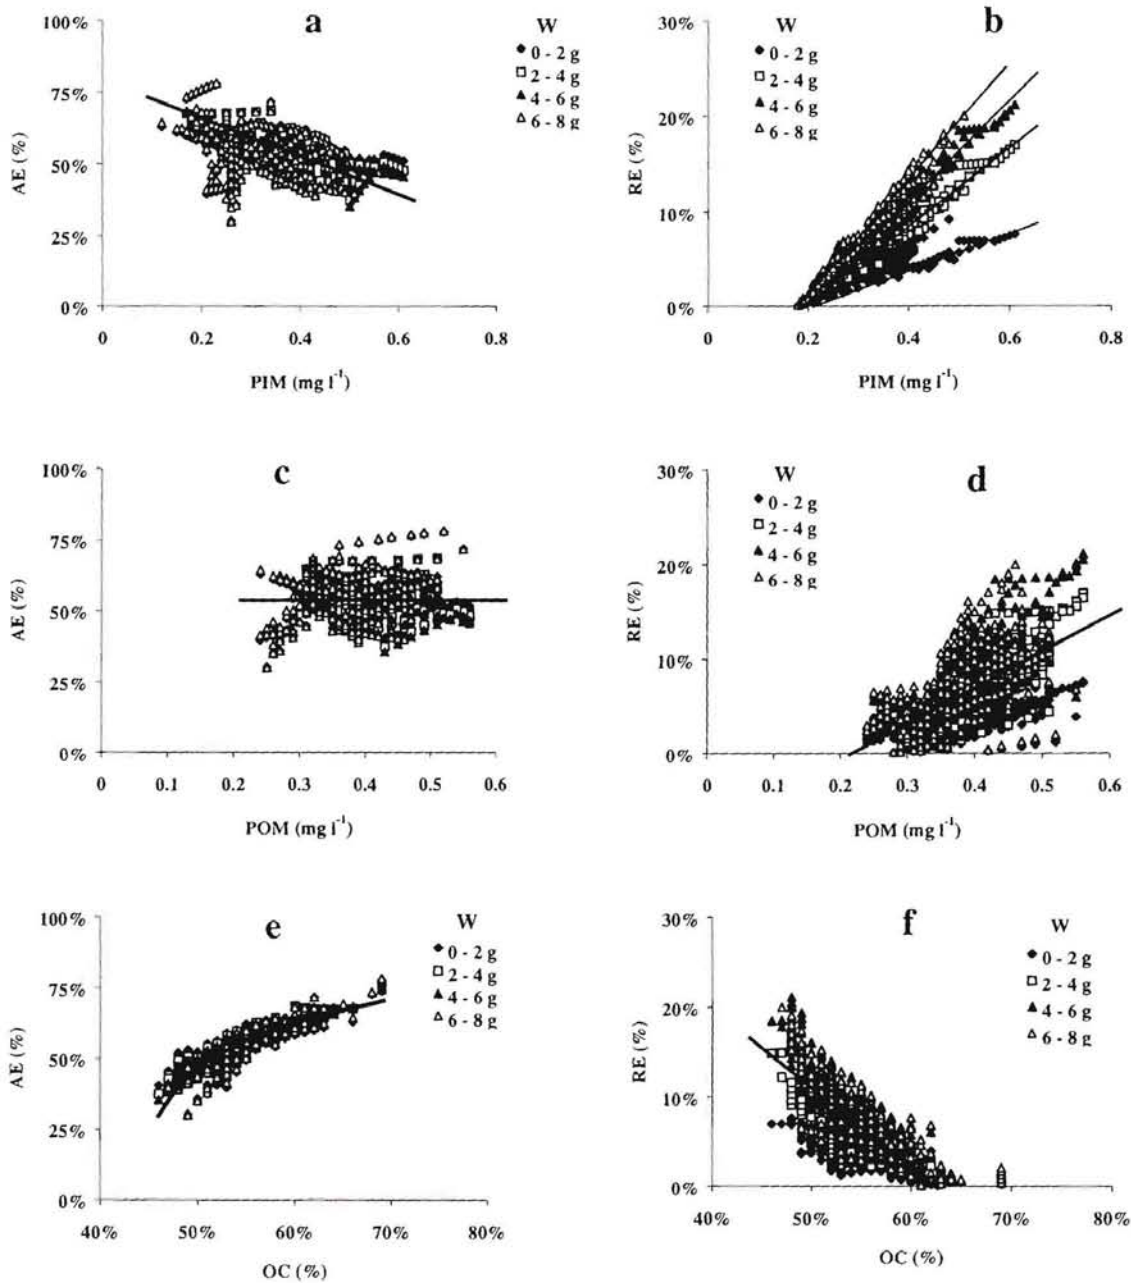 a
100%
75%
50%
25%
0%
AE (%)
0 0.2 0.4 0.6 0.8
PIM (mg l⁻¹)
W
0 - 2 g
2 - 4 g
4 - 6 g
6 - 8 g
b
30%
20%
10%
0%
RE (%)
0 0.2 0.4 0.6 0.8
PIM (mg l⁻¹)
W
0 - 2 g
2 - 4 g
4 - 6 g
6 - 8 g
c
100%
75%
50%
25%
0%
AE (%)
0 0.1 0.2 0.3 0.4 0.5 0.6
POM (mg l⁻¹)
d
30%
20%
10%
0%
RE (%)
0 0.1 0.2 0.3 0.4 0.5 0.6
POM (mg l⁻¹)
W
0 - 2 g
2 - 4 g
4 - 6 g
6 - 8 g
e
100%
75%
50%
25%
0%
AE (%)
40% 50% 60% 70% 80%
OC (%)
W
0 - 2 g
2 - 4 g
4 - 6 g
6 - 8 g
f
30%
20%
10%
0%
RE (%)
40% 50% 60% 70% 80%
OC (%)
W
0 - 2 g
2 - 4 g
4 - 6 g
6 - 8 g